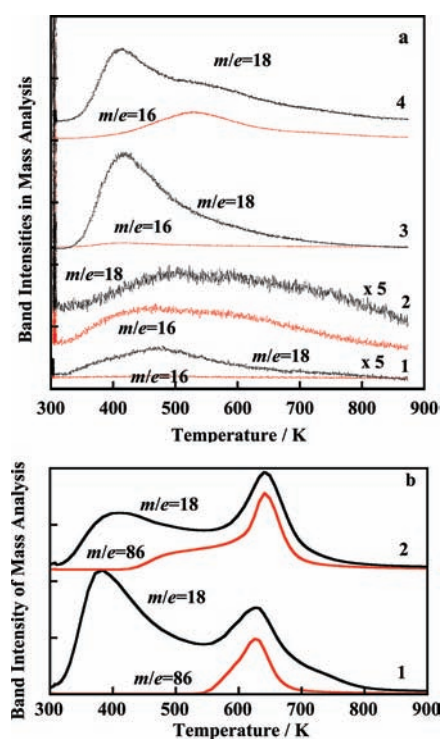 a
m/e=18
4
m/e=16
m/e=18
3
m/e=16
m/e=18
x 5
2
m/e=16
x 5
m/e=18
1
m/e=16
Band Intensities in Mass Analysis
300 400 500 600 700 800 900
Temperature / K
b
m/e=18
2
m/e=86
m/e=18
1
m/e=86
Band Intensity of Mass Analysis
300 400 500 600 700 800 900
Temperature / K